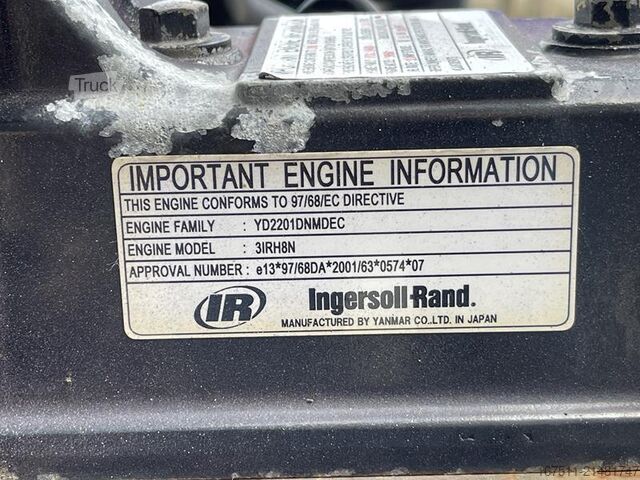 Truck
IMPORTANT ENGINE INFORMATION
THIS ENGINE CONFORMS TO 97/68/EC DIRECTIVE
ENGINE FAMILY : YD2201DNMDEC
ENGINE MODEL : 3IRH8N
APPROVAL NUMBER : e13*97/68DA*2001/63*0574*07
IR Ingersoll-Rand.
MANUFACTURED BY YANMAR CO.,LTD. IN JAPAN